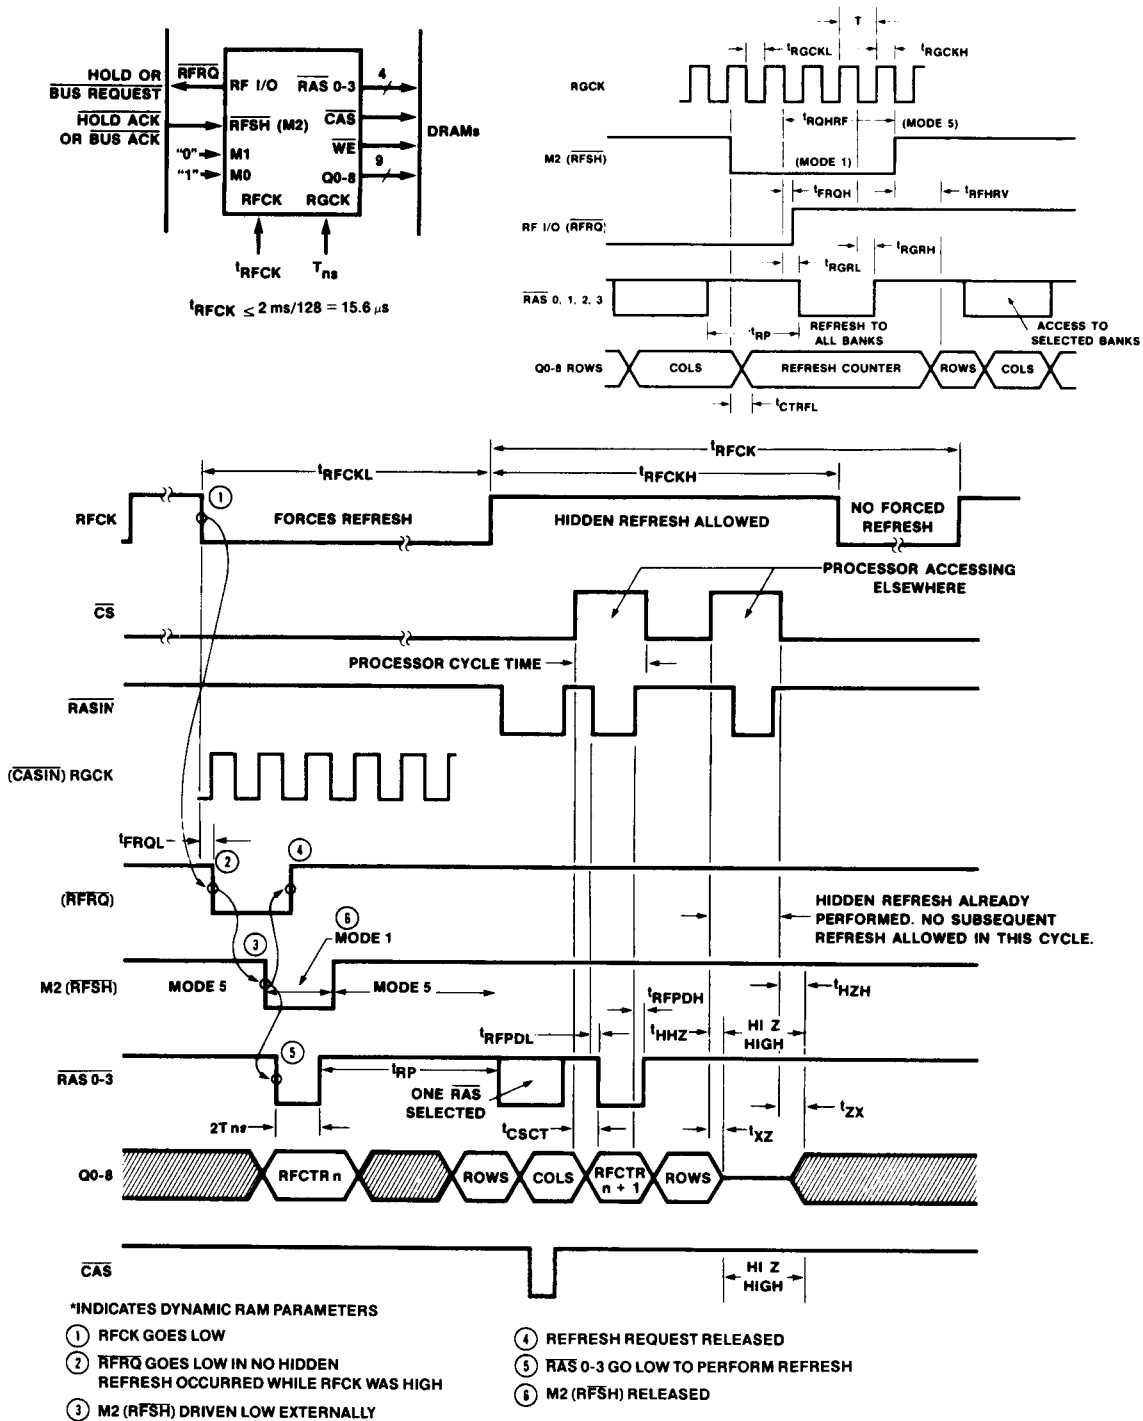 HOLD OR
BUS REQUEST
RFRQ
RF I/O
RAS 0-3
4
HOLD ACK
OR BUS ACK
RFSH (M2)
CAS
DRAMs
"0"
M1
WE
"1"
M0
Q0-8
9
RFCK
RGCK
tRFCK
Tns
tRFCK ≤ 2 ms/128 = 15.6 μs
T
tRGCKL
tRGCKH
RGCK
tRQHRF
(MODE 5)
M2 (RFSH)
(MODE 1)
tFRQH
tRFHRV
RF I/O (RFRQ)
tRGRH
tRGRL
RAS 0, 1, 2, 3
tRP
REFRESH TO
ALL BANKS
ACCESS TO
SELECTED BANKS
Q0-8 ROWS
COLS
REFRESH COUNTER
ROWS
COLS
tCTRFL
tRFCK
tRFCKL
tRFCKH
1
RFCK
FORCES REFRESH
HIDDEN REFRESH ALLOWED
NO FORCED
REFRESH
PROCESSOR ACCESSING
ELSEWHERE
CS
PROCESSOR CYCLE TIME
RASIN
(CASIN) RGCK
tFRQL
2
4
(RFRQ)
HIDDEN REFRESH ALREADY
PERFORMED. NO SUBSEQUENT
REFRESH ALLOWED IN THIS CYCLE.
6
MODE 1
3
M2 (RFSH)
MODE 5
MODE 5
tRFPDH
tHZH
tRFPDL
tHHZ
HI Z
HIGH
5
RAS 0-3
tRP
ONE RAS
SELECTED
tZX
2T ns
tCSCT
tXZ
Q0-8
RFCTR n
ROWS
COLS
RFCTR
n + 1
ROWS
CAS
HI Z
HIGH
*INDICATES DYNAMIC RAM PARAMETERS
1 RFCK GOES LOW
2 RFRQ GOES LOW IN NO HIDDEN
REFRESH OCCURRED WHILE RFCK WAS HIGH
3 M2 (RFSH) DRIVEN LOW EXTERNALLY
4 REFRESH REQUEST RELEASED
5 RAS 0-3 GO LOW TO PERFORM REFRESH
6 M2 (RFSH) RELEASED